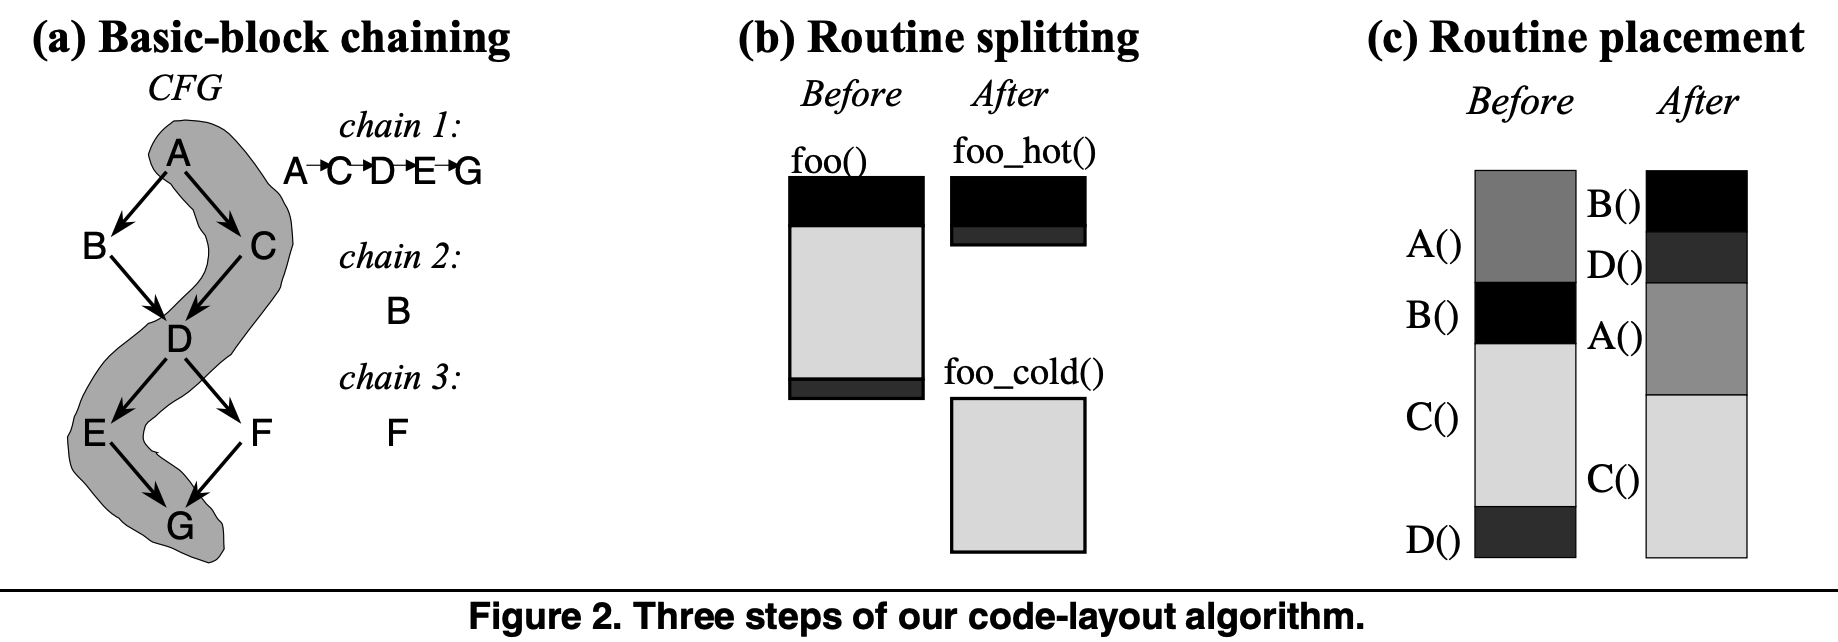 (a) Basic-block chaining
CFG
A
B
C
D
E
F
G
chain 1:
A→C→D→E→G
chain 2:
B
chain 3:
F
(b) Routine splitting
Before
After
foo()
foo_hot()
foo_cold()
(c) Routine placement
Before
After
A()
B()
C()
D()
B()
D()
A()
C()
Figure 2. Three steps of our code-layout algorithm.